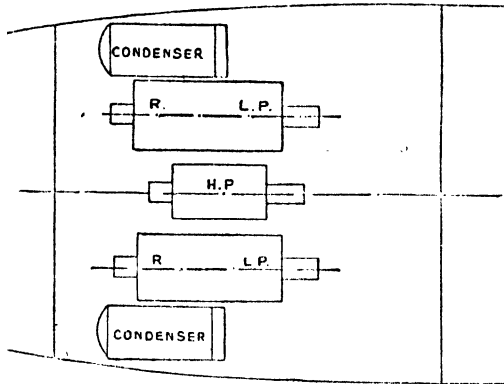 CONDENSER
R. L.P.
H.P
R L P.
CONDENSER